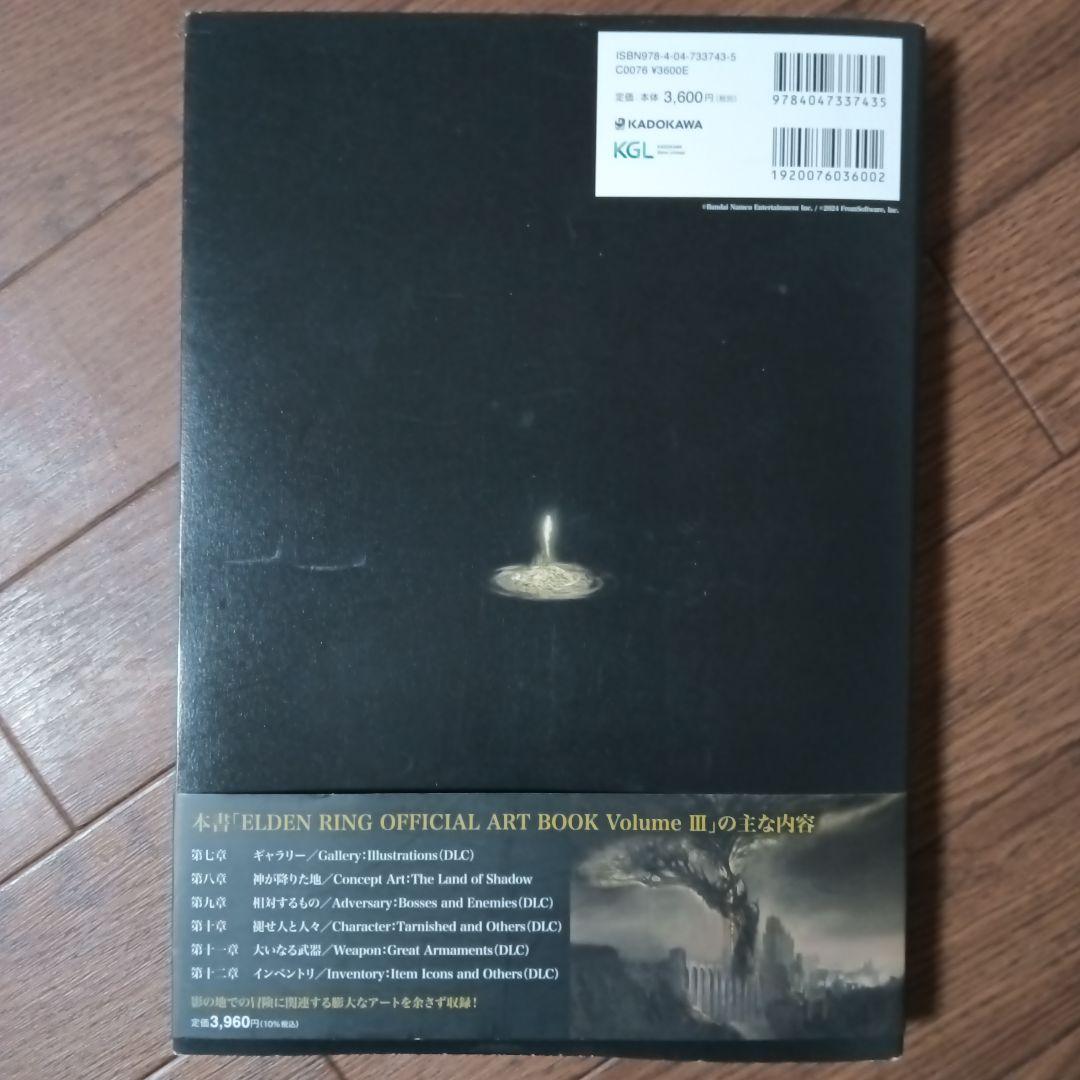 ISBN978-4-04-733743-5
C0076 ¥3600E
定価 本体 3,600円(税別)
KADOKAWA
KGL
9784047337435
1920076036002
©Bandai Namco Entertainment Inc. / ©2024 FromSoftware, Inc.
本書「ELDEN RING OFFICIAL ART BOOK Volume Ⅲ」の主な内容
第七章 ギャラリー/Gallery:Illustrations(DLC)
第八章 神が降りた地/Concept Art:The Land of Shadow
第九章 相対するもの/Adversary:Bosses and Enemies(DLC)
第十章 褪せ人と人々/Character:Tarnished and Others(DLC)
第十一章 大いなる武器/Weapon:Great Armaments(DLC)
第十二章 インベントリ/Inventory:Item Icons and Others(DLC)
影の地での冒険に関連する膨大なアートを余さず収録!
定価3,960円(10%税込)